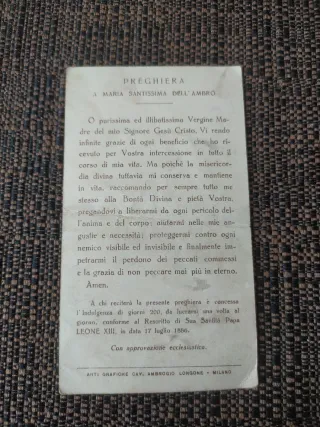 PREGHIERA
A MARIA SANTISSIMA DELL'AMBRO
O purissima ed illibatissima Vergine Ma-
dre del mio Signore Gesù Cristo. Vi rendo
infinite grazie di ogni beneficio che ho ri-
cevuto per Vostra intercessione in tutto il
corso di mia vita. Ma poichè la misericor-
dia divina tuttavia mi conserva e mantiene
in vita, raccomando per sempre tutto me
stesso alla Bontà Divina e pietà Vostra,
pregandovi a liberarmi da ogni pericolo del-
l'anima e del corpo; aiutarmi nelle mie an-
gustie e necessità; proteggermi contro ogni
nemico visibile ed invisibile e finalmente im-
petrarmi il perdono dei peccati commessi
e la grazia di non peccare mai più in eterno.
Amen.
A chi reciterà la presente preghiera è concessa
l'Indulgenza di giorni 200, da lucrarsi una volta al
giorno, conforme al Rescritto di Sua Santità Papa
LEONE XIII, in data 17 luglio 1886.
Con approvazione ecclesiastica.
ARTI GRAFICHE CAV. AMBROGIO LONGONI - MILANO